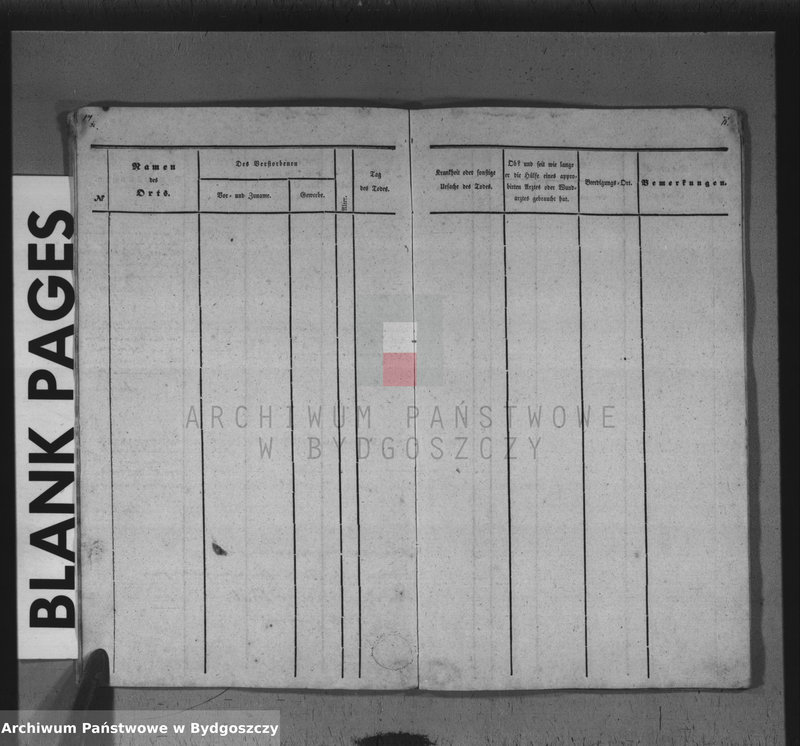 BLANK PAGES
№
Namen
des
Orts.
Des Verstorbenen
Vor- und Zuname.
Gewerbe.
Alter.
Tag
des Todes.
Krankheit oder sonstige
Ursache des Todes.
Ob? und seit wie lange
er die Hülfe eines appro-
birten Arztes oder Wund-
arztes gebraucht hat.
Beerdigungs-Ort.
Bemerkungen.
ARCHIWUM PAŃSTWOWE
W BYDGOSZCZY
Archiwum Państwowe w Bydgoszczy